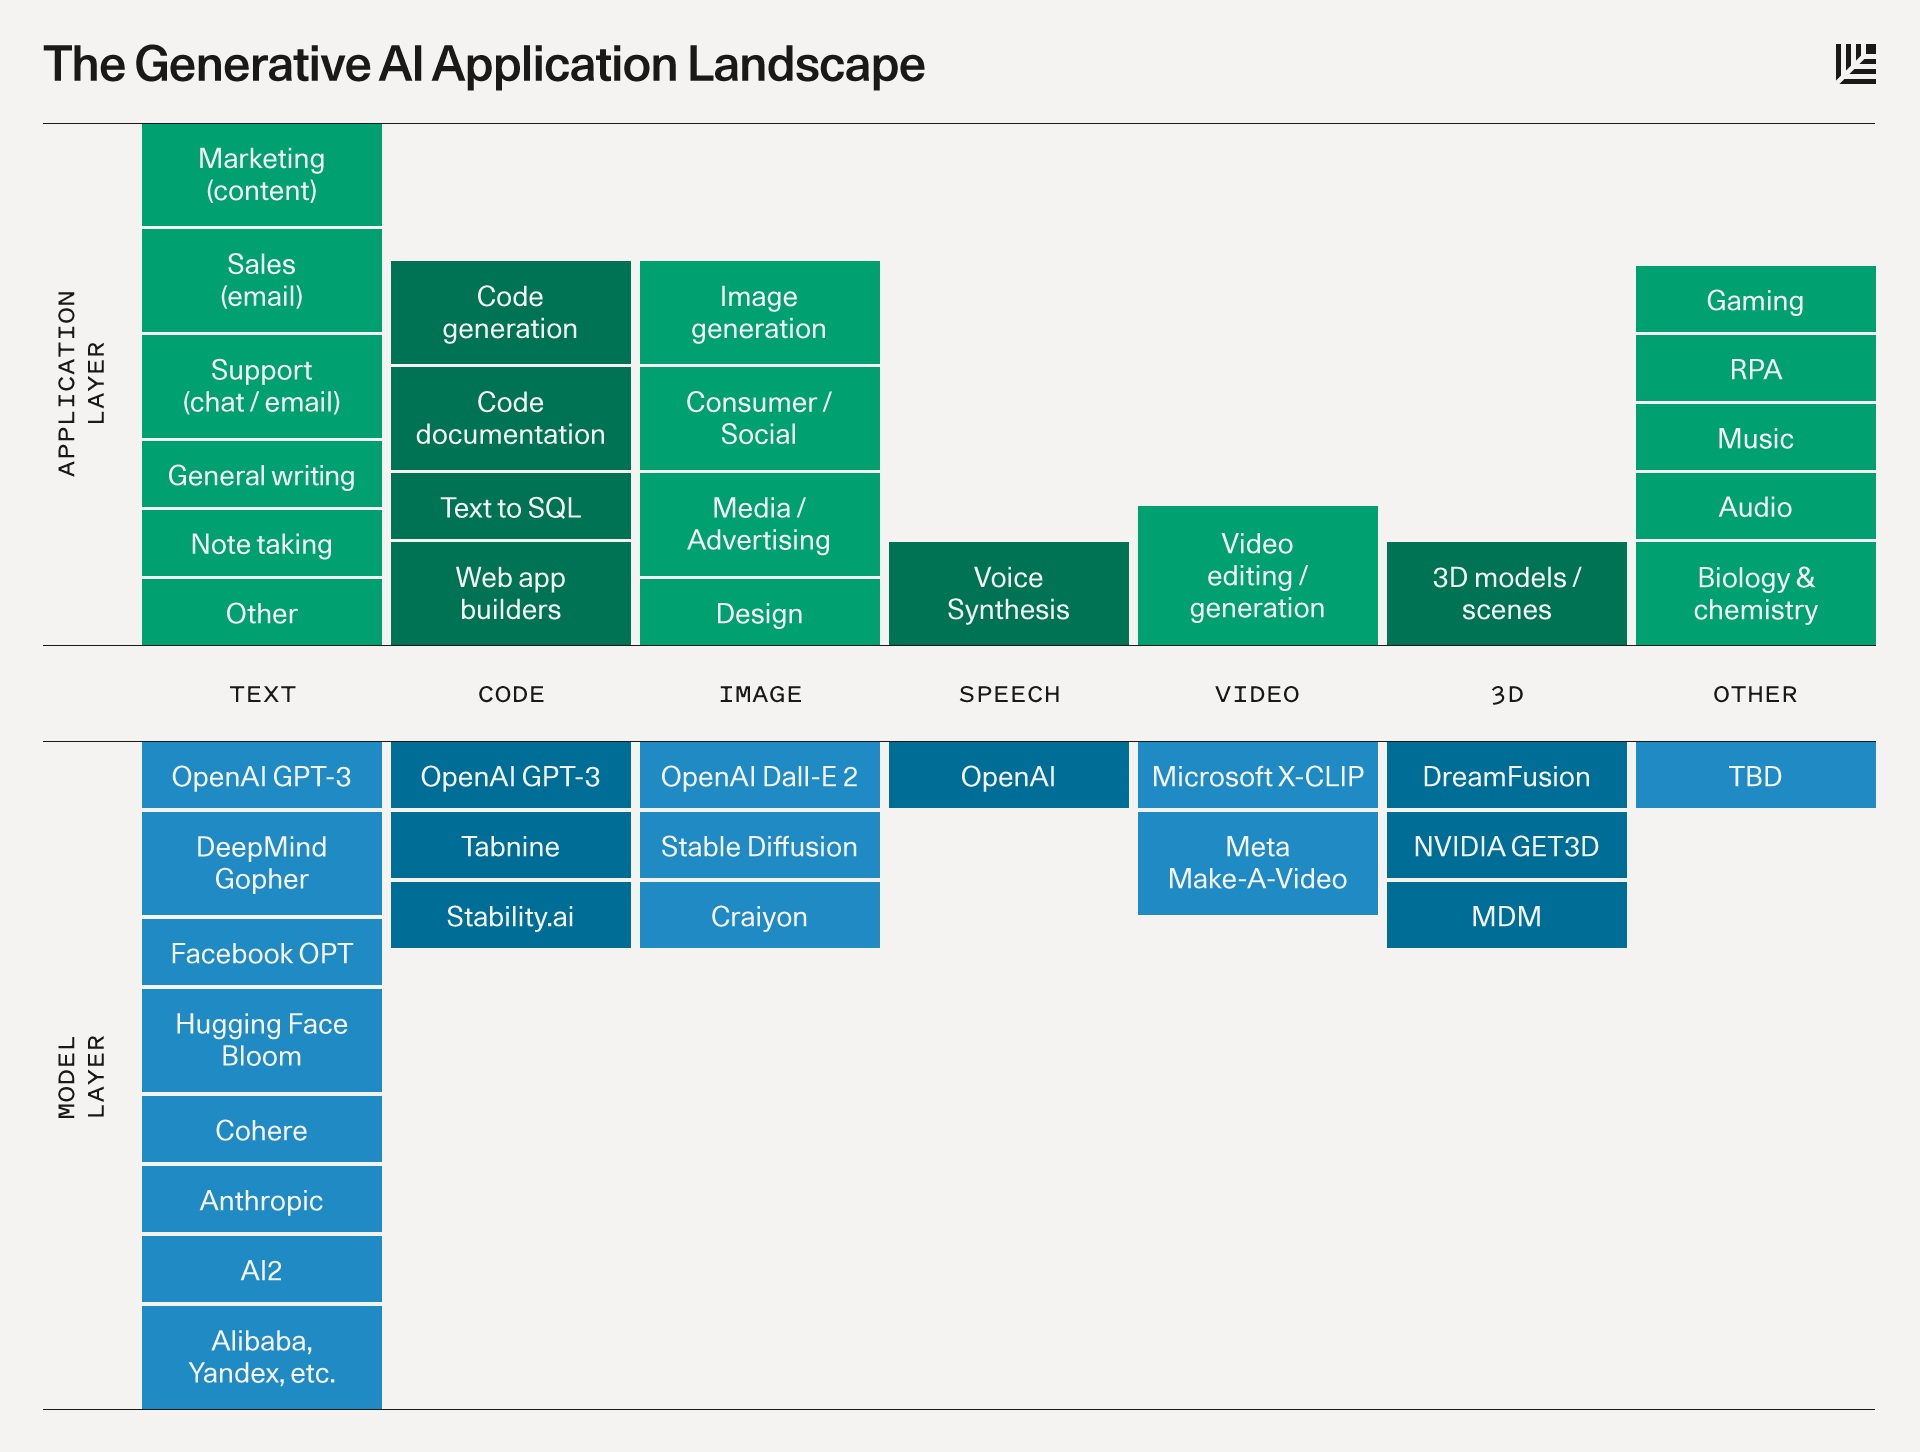 The Generative AI Application Landscape
APPLICATION
LAYER
Marketing
(content)
Sales
(email)
Support
(chat / email)
General writing
Note taking
Other
Code
generation
Code
documentation
Text to SQL
Web app
builders
Image
generation
Consumer /
Social
Media /
Advertising
Design
Voice
Synthesis
Video
editing /
generation
3D models /
scenes
Gaming
RPA
Music
Audio
Biology &
chemistry
TEXT
CODE
IMAGE
SPEECH
VIDEO
3D
OTHER
MODEL
LAYER
OpenAI GPT-3
DeepMind
Gopher
Facebook OPT
Hugging Face
Bloom
Cohere
Anthropic
AI2
Alibaba,
Yandex, etc.
OpenAI GPT-3
Tabnine
Stability.ai
OpenAI Dall-E 2
Stable Diffusion
Craiyon
OpenAI
Microsoft X-CLIP
Meta
Make-A-Video
DreamFusion
NVIDIA GET3D
MDM
TBD